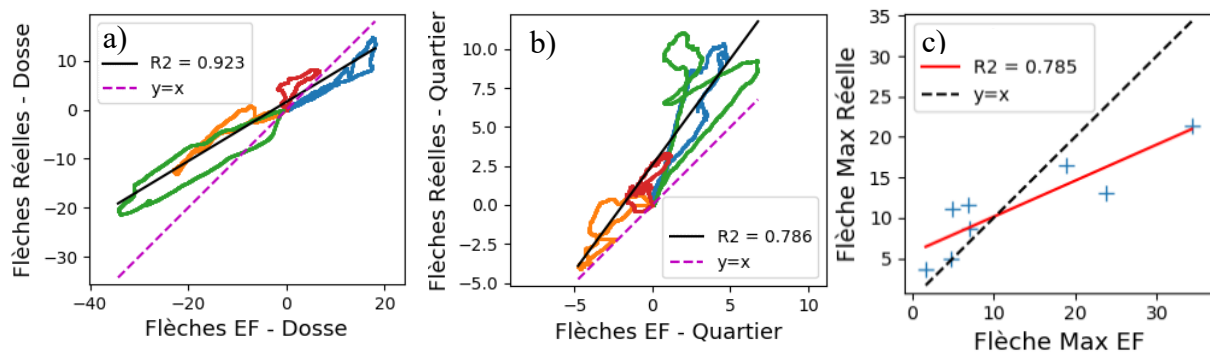 a)
R2 = 0.923
y=x
10
0
−10
−20
−30
−40
−20
0
20
Flèches Réelles - Dosse
Flèches EF - Dosse
b)
R2 = 0.786
y=x
10.0
7.5
5.0
2.5
0.0
−2.5
−5.0
−5
0
5
10
Flèches Réelles - Quartier
Flèches EF - Quartier
c)
R2 = 0.785
y=x
35
30
25
20
15
10
5
10
20
30
Flèche Max Réelle
Flèche Max EF